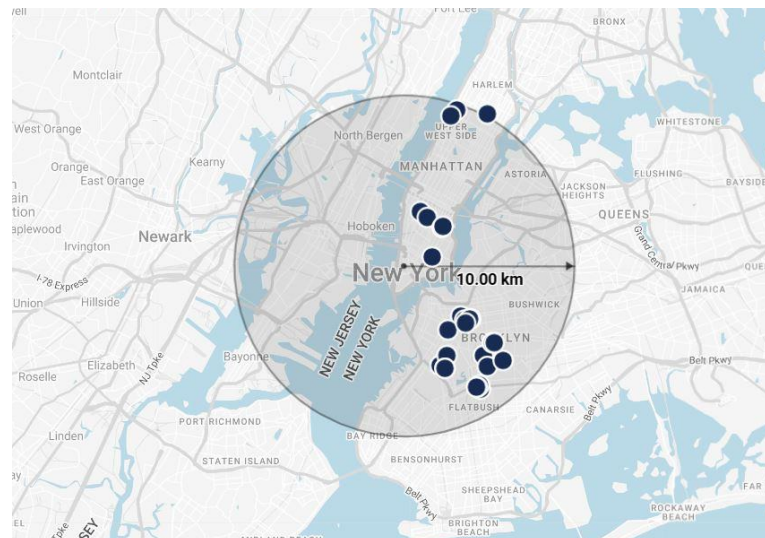 Port Lee
BRONX
Montclair
HARLEM
WHITESTONE
West Orange
North Bergen
UPPER
WEST SIDE
Orange
Kearny
MANHATTAN
ASTORIA
FLUSHING
East Orange
JACKSON
HEIGHTS
BAYSIDE
QUEENS
Irvington
Newark
Hoboken
Grand Central Pkwy
I-78 Express
New York
10.00 km
JAMAICA
Union
Hillside
BUSHWICK
NEW JERSEY
NEW YORK
BROOKLYN
Bayonne
NJ Tpke
Elizabeth
Belt Pkwy
Roselle
FLATBUSH
CANARSIE
Belt Pkwy
PORT RICHMOND
Linden
BAY RIDGE
STATEN ISLAND
BENSONHURST
Belt Pkwy
SHEEPSHEAD
BAY
FAR
ROCKAWAY
BEACH
Tpke
BRIGHTON
BEACH